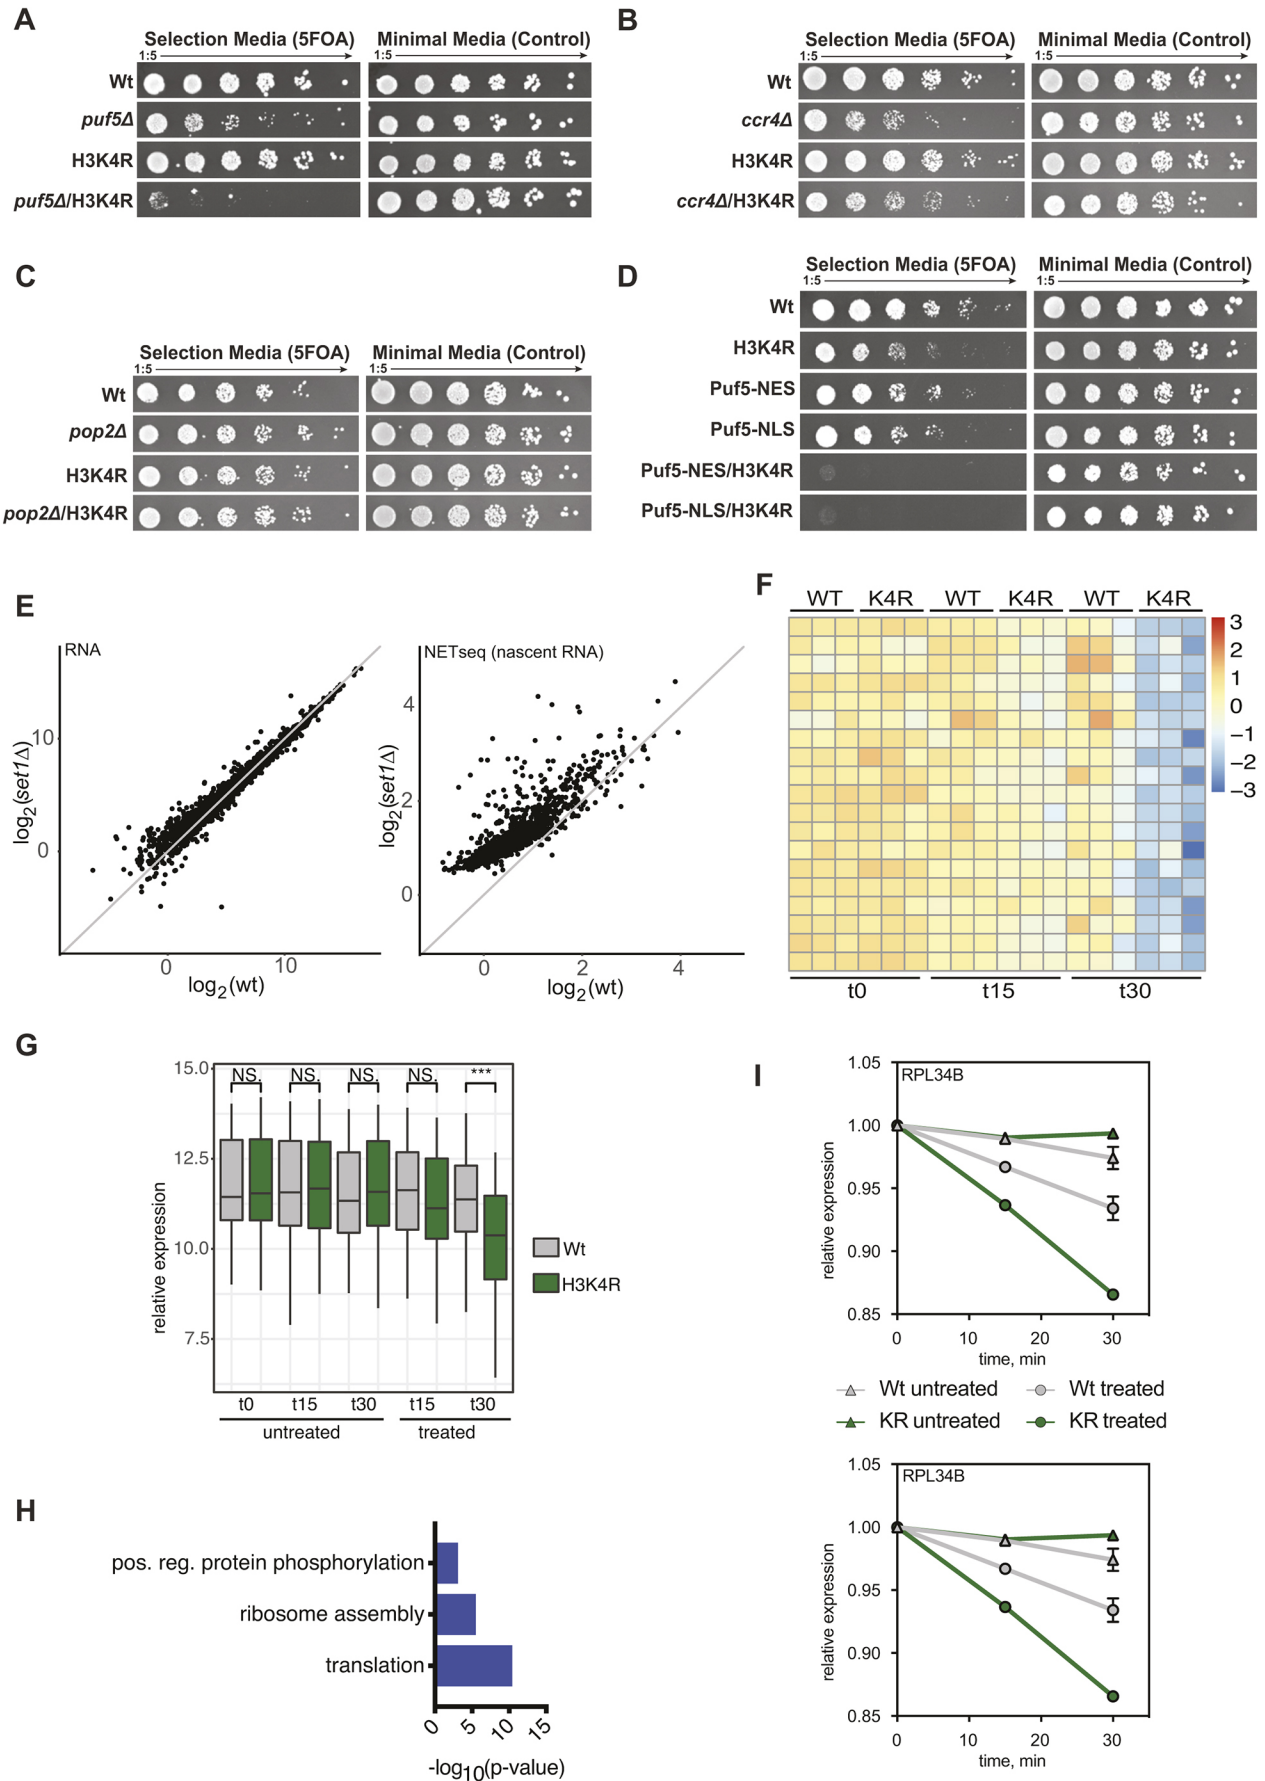 A
Selection Media (5FOA)
Minimal Media (Control)
1:5
1:5
Wt
puf5Δ
H3K4R
puf5Δ/H3K4R
B
Selection Media (5FOA)
Minimal Media (Control)
1:5
1:5
Wt
ccr4Δ
H3K4R
ccr4Δ/H3K4R
C
Selection Media (5FOA)
Minimal Media (Control)
1:5
1:5
Wt
pop2Δ
H3K4R
pop2Δ/H3K4R
D
Selection Media (5FOA)
Minimal Media (Control)
1:5
1:5
Wt
H3K4R
Puf5-NES
Puf5-NLS
Puf5-NES/H3K4R
Puf5-NLS/H3K4R
E
RNA
log2(set1Δ)
10
0
0
10
log2(wt)
NETseq (nascent RNA)
log2(set1Δ)
4
2
0
0
2
4
log2(wt)
F
WT
K4R
WT
K4R
WT
K4R
3
2
1
0
−1
−2
−3
t0
t15
t30
G
relative expression
15.0
12.5
10.0
7.5
NS.
NS.
NS.
NS.
***
t0
t15
t30
t15
t30
untreated
treated
Wt
H3K4R
H
pos. reg. protein phosphorylation
ribosome assembly
translation
0
5
10
15
-log10(p-value)
I
RPL34B
relative expression
1.05
1.00
0.95
0.90
0.85
0
10
20
30
time, min
Wt untreated
Wt treated
KR untreated
KR treated
RPL34B
relative expression
1.05
1.00
0.95
0.90
0.85
0
10
20
30
time, min